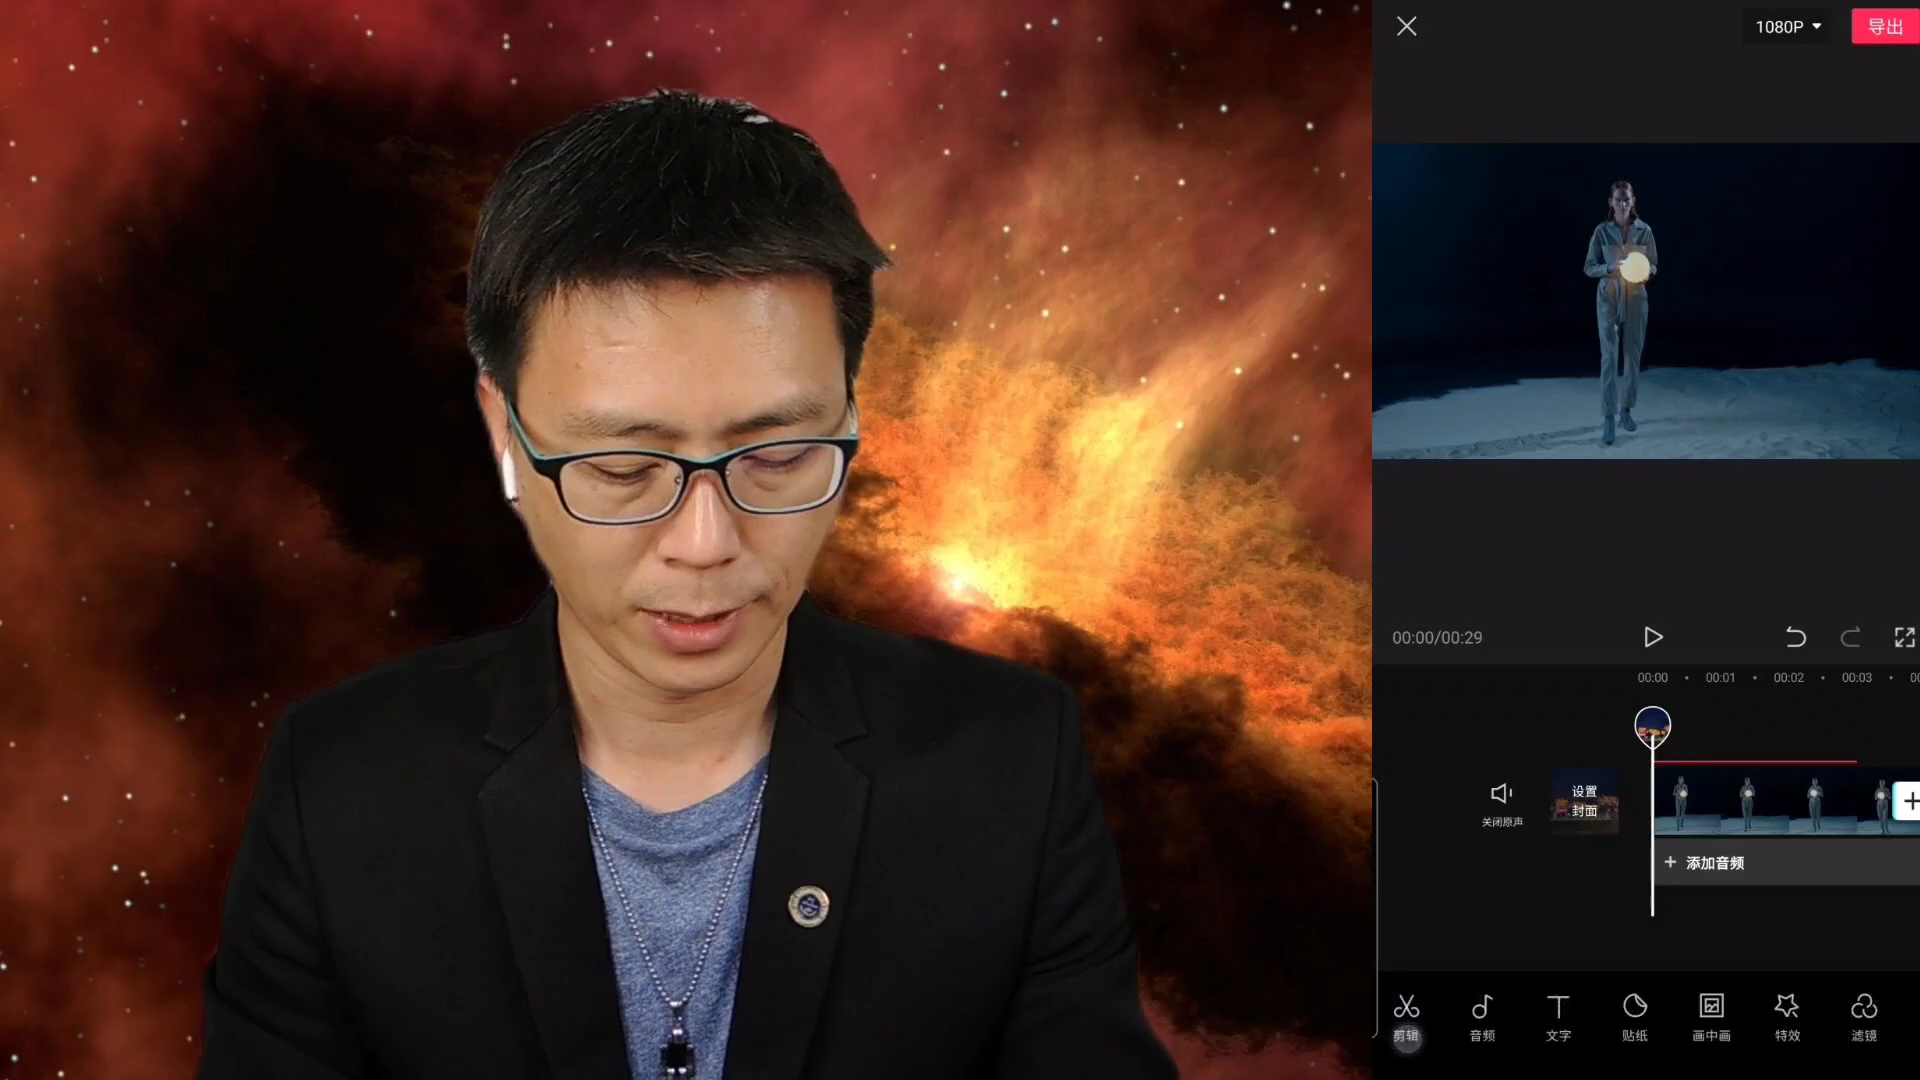 1080P
导出
00:00/00:29
00:00
00:01
00:02
00:03
设置
封面
关闭原声
+ 添加音频
剪辑
音频
文字
贴纸
画中画
特效
滤镜